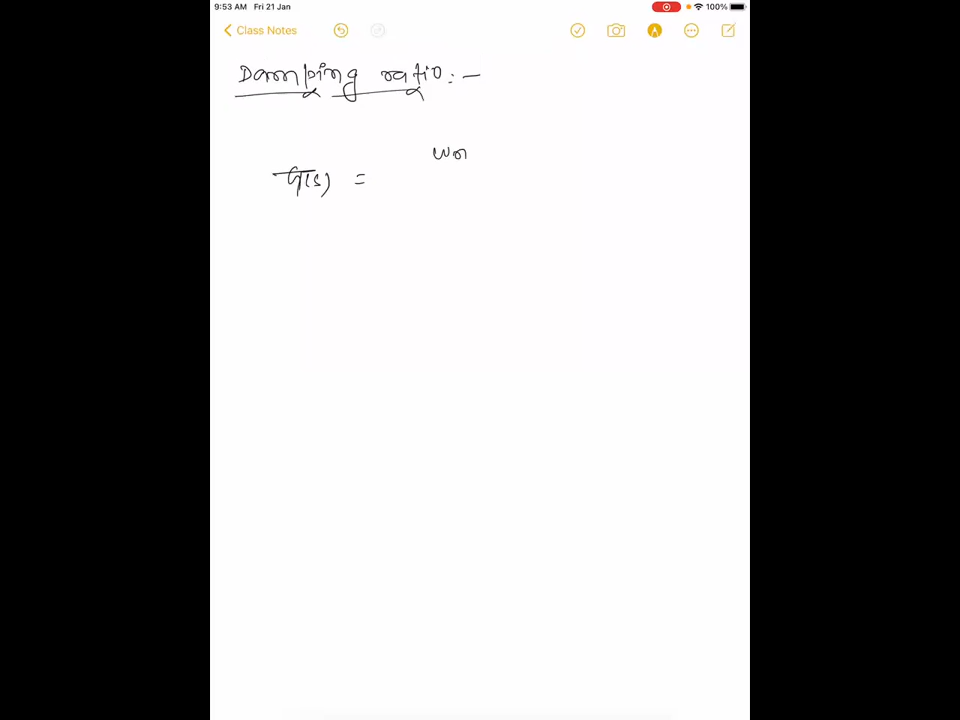 9:53 AM Fri 21 Jan 100%
Class Notes
Damping ratio:-
ωn
G(s) =